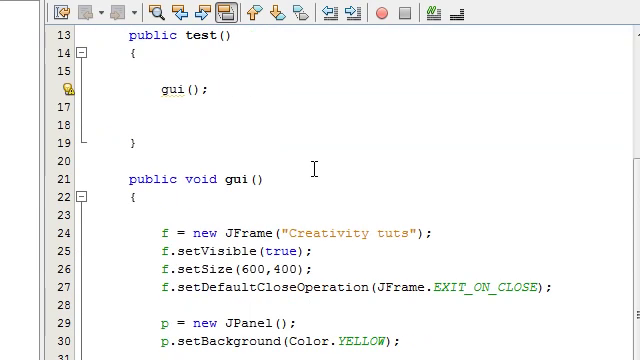 13 public test()
14 {
15
gui();
17
18
19 }
20
21 public void gui()
22 {
23
24 f = new JFrame("Creativity tuts");
25 f.setVisible(true);
26 f.setSize(600,400);
27 f.setDefaultCloseOperation(JFrame.EXIT_ON_CLOSE);
28
29 p = new JPanel();
30 p.setBackground(Color.YELLOW);
31